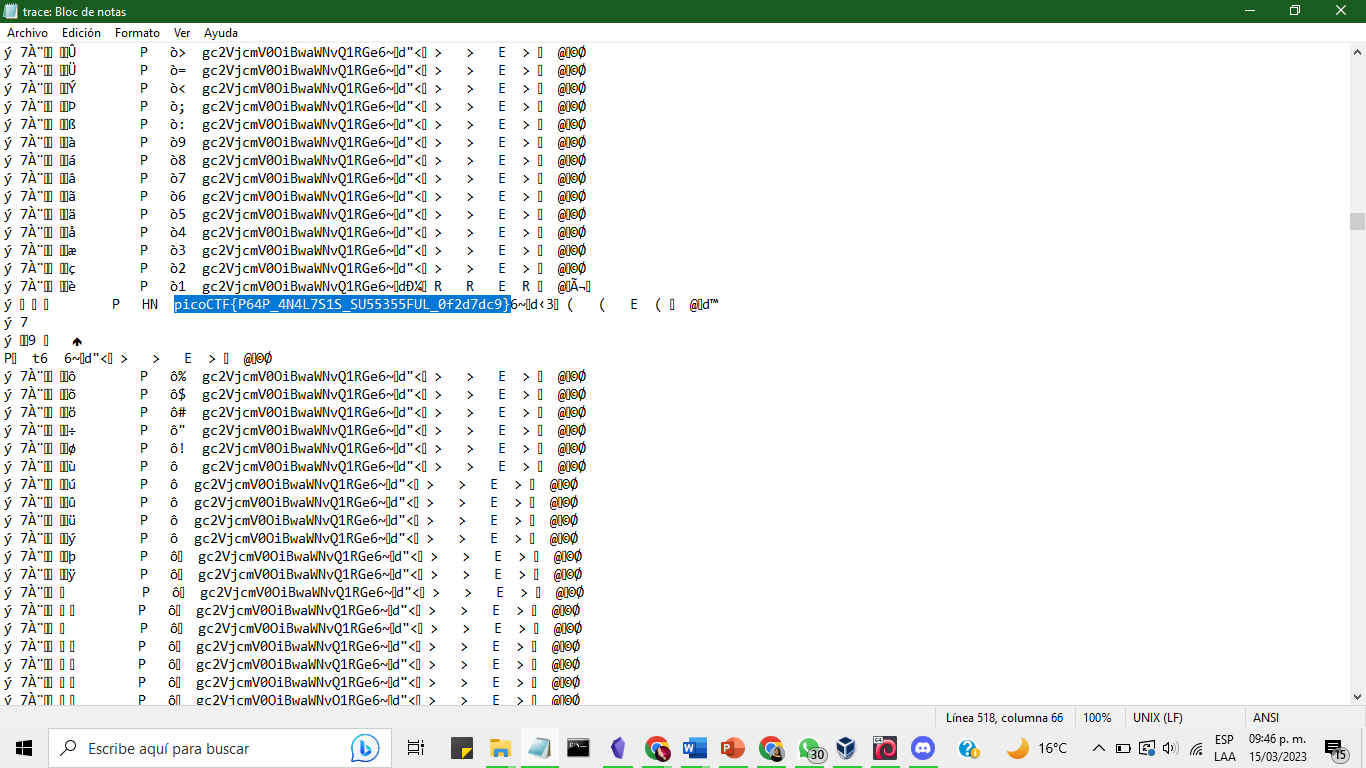 trace: Bloc de notas
Archivo Edición Formato Ver Ayuda
ý 7À¨ Û P ò> gc2VjcmV0OiBwaWNvQ1RGe6~d"< > > E > @©Ø
ý 7À¨ Ü P ò= gc2VjcmV0OiBwaWNvQ1RGe6~d"< > > E > @©Ø
ý 7À¨ Ý P ò< gc2VjcmV0OiBwaWNvQ1RGe6~d"< > > E > @©Ø
ý 7À¨ Þ P ò; gc2VjcmV0OiBwaWNvQ1RGe6~d"< > > E > @©Ø
ý 7À¨ ß P ò: gc2VjcmV0OiBwaWNvQ1RGe6~d"< > > E > @©Ø
ý 7À¨ à P ò9 gc2VjcmV0OiBwaWNvQ1RGe6~d"< > > E > @©Ø
ý 7À¨ á P ò8 gc2VjcmV0OiBwaWNvQ1RGe6~d"< > > E > @©Ø
ý 7À¨ â P ò7 gc2VjcmV0OiBwaWNvQ1RGe6~d"< > > E > @©Ø
ý 7À¨ ã P ò6 gc2VjcmV0OiBwaWNvQ1RGe6~d"< > > E > @©Ø
ý 7À¨ ä P ò5 gc2VjcmV0OiBwaWNvQ1RGe6~d"< > > E > @©Ø
ý 7À¨ å P ò4 gc2VjcmV0OiBwaWNvQ1RGe6~d"< > > E > @©Ø
ý 7À¨ æ P ò3 gc2VjcmV0OiBwaWNvQ1RGe6~d"< > > E > @©Ø
ý 7À¨ ç P ò2 gc2VjcmV0OiBwaWNvQ1RGe6~d"< > > E > @©Ø
ý 7À¨ è P ò1 gc2VjcmV0OiBwaWNvQ1RGe6~dÐ¼ R R E R @Ã¬
ý P HN picoCTF{P64P_4N4L7S1S_SU55355FUL_0f2d7dc9}6~d‹3 ( ( E ( @d™
ý 7
ý 9
P t6 6~d"< > > E > @©Ø
ý 7À¨ ô P ô% gc2VjcmV0OiBwaWNvQ1RGe6~d"< > > E > @©Ø
ý 7À¨ õ P ô$ gc2VjcmV0OiBwaWNvQ1RGe6~d"< > > E > @©Ø
ý 7À¨ ö P ô# gc2VjcmV0OiBwaWNvQ1RGe6~d"< > > E > @©Ø
ý 7À¨ ÷ P ô" gc2VjcmV0OiBwaWNvQ1RGe6~d"< > > E > @©Ø
ý 7À¨ ø P ô! gc2VjcmV0OiBwaWNvQ1RGe6~d"< > > E > @©Ø
ý 7À¨ ù P ô gc2VjcmV0OiBwaWNvQ1RGe6~d"< > > E > @©Ø
ý 7À¨ ú P ô gc2VjcmV0OiBwaWNvQ1RGe6~d"< > > E > @©Ø
ý 7À¨ û P ô gc2VjcmV0OiBwaWNvQ1RGe6~d"< > > E > @©Ø
ý 7À¨ ü P ô gc2VjcmV0OiBwaWNvQ1RGe6~d"< > > E > @©Ø
ý 7À¨ ý P ô gc2VjcmV0OiBwaWNvQ1RGe6~d"< > > E > @©Ø
ý 7À¨ þ P ô gc2VjcmV0OiBwaWNvQ1RGe6~d"< > > E > @©Ø
ý 7À¨ ÿ P ô gc2VjcmV0OiBwaWNvQ1RGe6~d"< > > E > @©Ø
ý 7À¨ P ô gc2VjcmV0OiBwaWNvQ1RGe6~d"< > > E > @©Ø
ý 7À¨ P ô gc2VjcmV0OiBwaWNvQ1RGe6~d"< > > E > @©Ø
ý 7À¨ P ô gc2VjcmV0OiBwaWNvQ1RGe6~d"< > > E > @©Ø
ý 7À¨ P ô gc2VjcmV0OiBwaWNvQ1RGe6~d"< > > E > @©Ø
ý 7À¨ P ô gc2VjcmV0OiBwaWNvQ1RGe6~d"< > > E > @©Ø
ý 7À¨ P ô gc2VjcmV0OiBwaWNvQ1RGe6~d"< > > E > @©Ø
ý 7À¨ P ô gc2VjcmV0OiBwaWNvQ1RGe6~d"< > > E > @©Ø
Línea 518, columna 66 100% UNIX (LF) ANSI
Escribe aquí para buscar 30 16°C ESP LAA 09:46 p. m. 15/03/2023 15